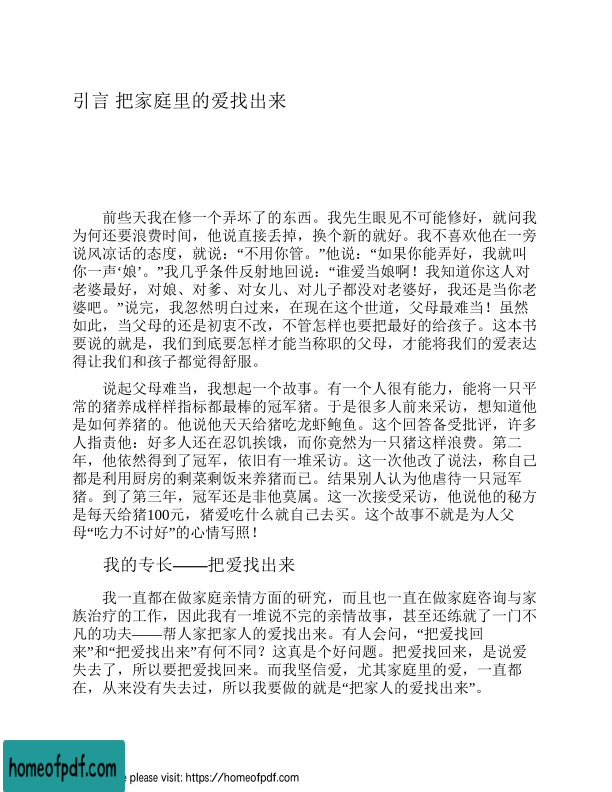 引言 把家庭里的爱找出来
前些天我在修一个弄坏了的东西。我先生眼见不可能修好，就问我
为何还要浪费时间，他说直接丢掉，换个新的就好。我不喜欢他在一旁
说风凉话的态度，就说：“不用你管。”他说：“如果你能弄好，我就叫
你一声‘娘’。”我几乎条件反射地回说：“谁爱当娘啊！我知道你这人对
老婆最好，对娘、对爹、对女儿、对儿子都没对老婆好，我还是当你老
婆吧。”说完，我忽然明白过来，在现在这个世道，父母最难当！虽然
如此，当父母的还是初衷不改，不管怎样也要把最好的给孩子。这本书
要说的就是，我们到底要怎样才能当称职的父母，才能将我们的爱表达
得让我们和孩子都觉得舒服。
说起父母难当，我想起一个故事。有一个人很有能力，能将一只平
常的猪养成样样指标都最棒的冠军猪。于是很多人前来采访，想知道他
是如何养猪的。他说他天天给猪吃龙虾鲍鱼。这个回答备受批评，许多
人指责他：好多人还在忍饥挨饿，而你竟然为一只猪这样浪费。第二
年，他依然得到了冠军，依旧有一堆采访。这一次他改了说法，称自己
都是利用厨房的剩菜剩饭来养猪而已。结果别人认为他虐待一只冠军
猪。到了第三年，冠军还是非他莫属。这一次接受采访，他说他的秘方
是每天给猪100元，猪爱吃什么就自己去买。这个故事不就是为人父
母“吃力不讨好”的心情写照！
我的专长——把爱找出来
我一直都在做家庭亲情方面的研究，而且也一直在做家庭咨询与家
族治疗的工作，因此我有一堆说不完的亲情故事，甚至还练就了一门不
凡的功夫——帮人家把家人的爱找出来。有人会问，“把爱找回
来”和“把爱找出来”有何不同？这真是个好问题。把爱找回来，是说爱
失去了，所以要把爱找回来。而我坚信爱，尤其家庭里的爱，一直都
在，从来没有失去过，所以我要做的就是“把家人的爱找出来”。
homeofpdf.com
e please visit: https://homeofpdf.com